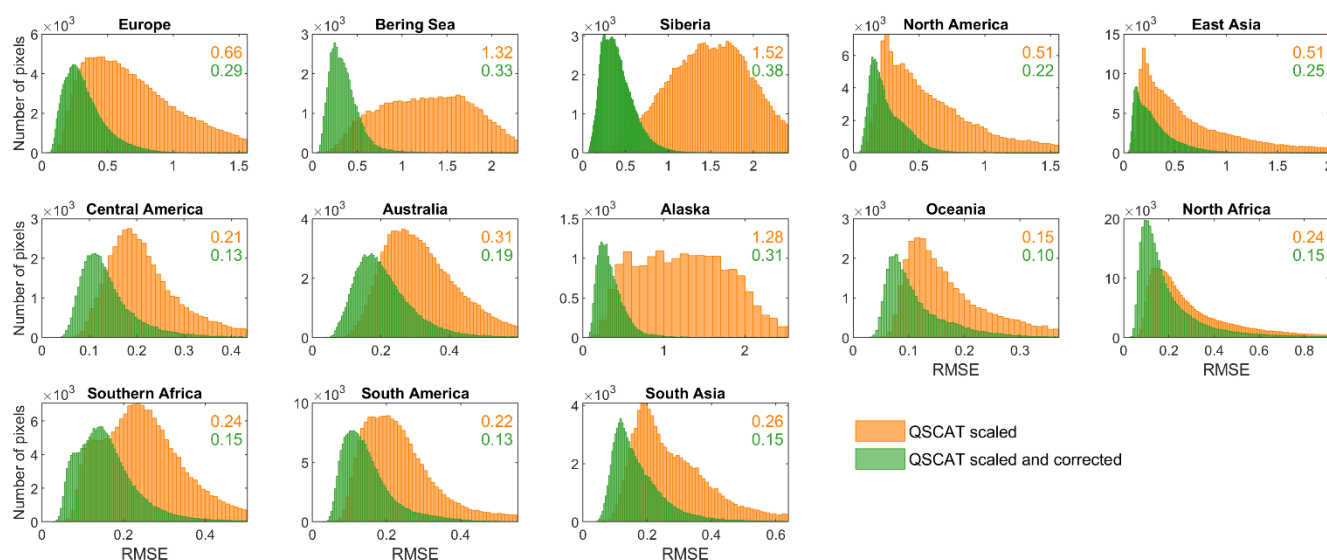 Europe
×10³
6
4
2
0
0 0.5 1 1.5
0.66
0.29
Number of pixels
Bering Sea
×10³
3
2
1
0
0 1 2
1.32
0.33
Siberia
×10³
3
2
1
0
0 0.5 1 1.5 2
1.52
0.38
North America
×10³
6
4
2
0
0 0.5 1 1.5
0.51
0.22
East Asia
×10³
15
10
5
0
0 0.5 1 1.5 2
0.51
0.25
Central America
×10³
3
2
1
0
0 0.1 0.2 0.3 0.4
0.21
0.13
Number of pixels
Australia
×10³
4
2
0
0 0.2 0.4
0.31
0.19
Alaska
×10³
1.5
1
0.5
0
0 1 2
1.28
0.31
Oceania
×10³
3
2
1
0
0 0.1 0.2 0.3
0.15
0.10
RMSE
North Africa
×10³
20
10
0
0 0.2 0.4 0.6 0.8
0.24
0.15
RMSE
Southern Africa
×10³
6
4
2
0
0.2 0.4
0.24
0.15
Number of pixels
RMSE
South America
×10³
10
5
0
0 0.2 0.4
0.22
0.13
RMSE
South Asia
×10³
4
2
0
0 0.2 0.4 0.6
0.26
0.15
RMSE
QSCAT scaled
QSCAT scaled and corrected